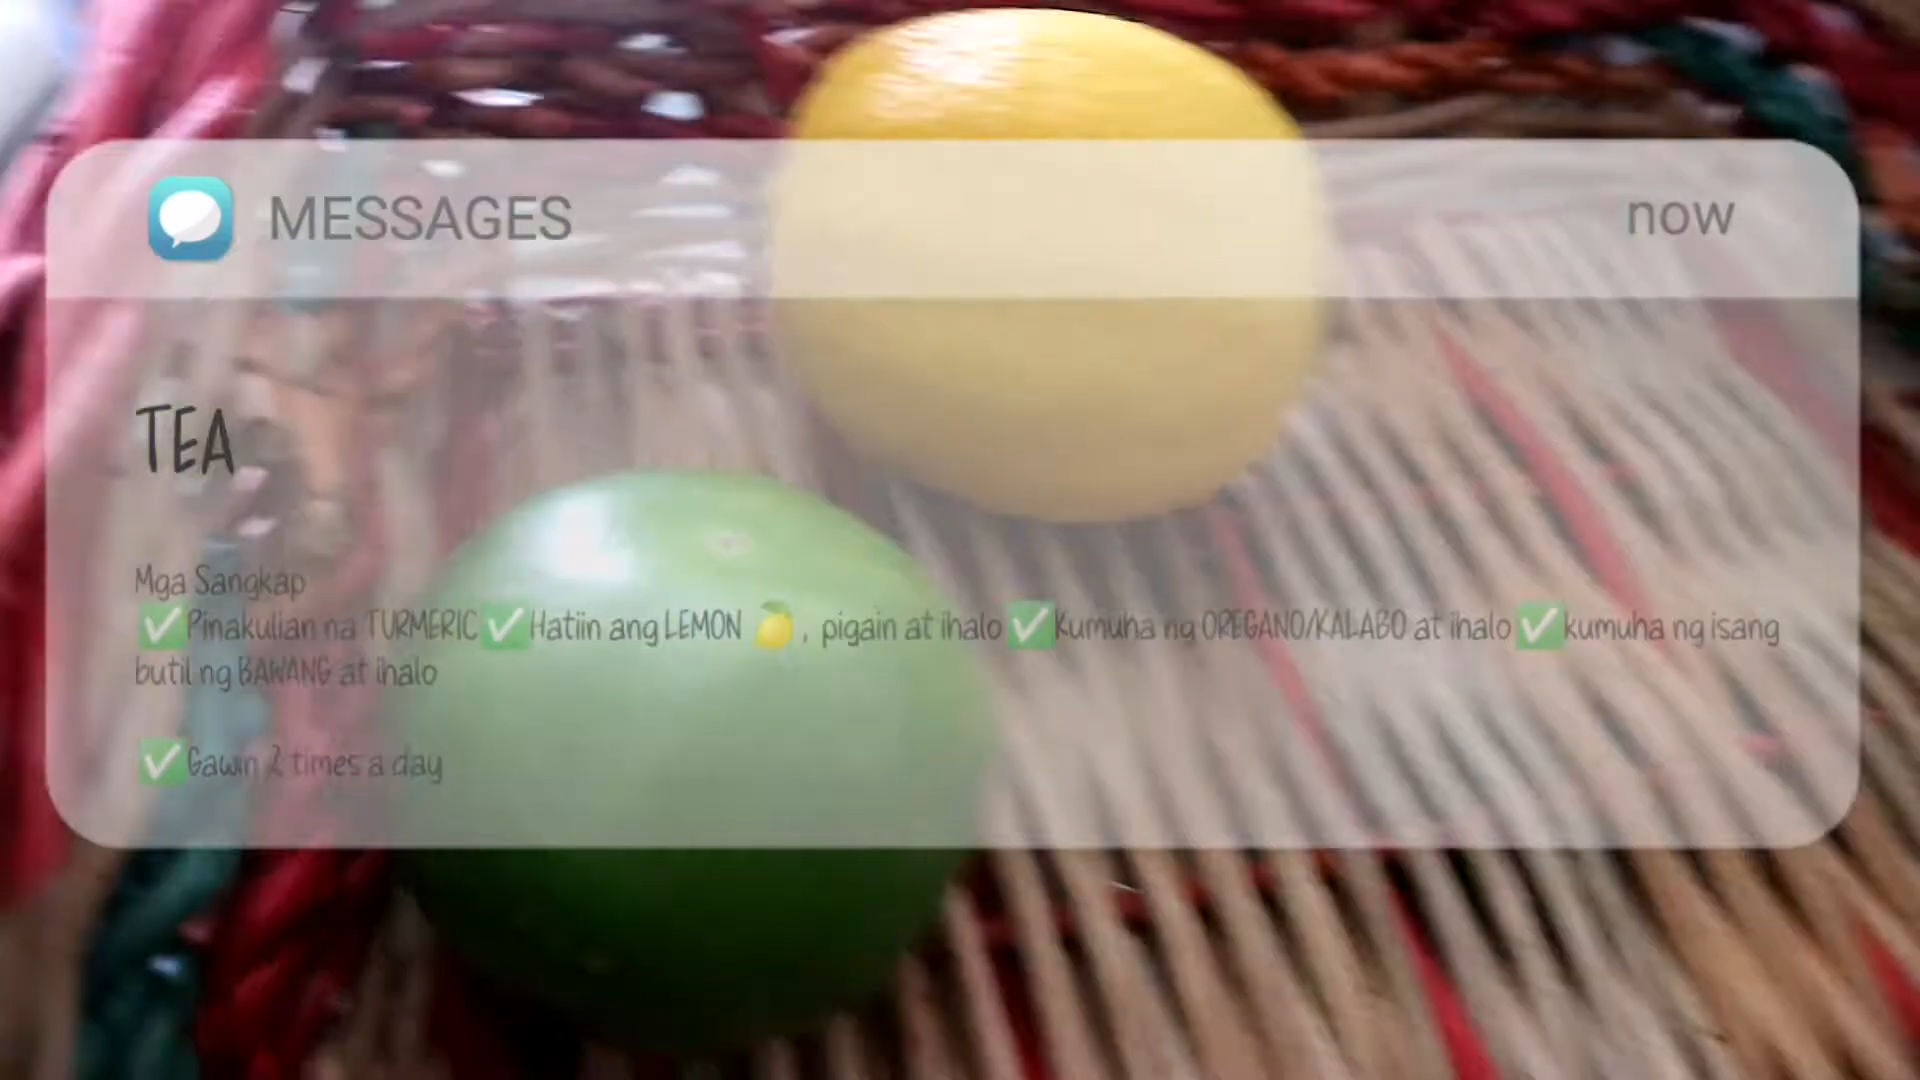 MESSAGES now
TEA
Mga Sangkap
✅Pinakulian na TURMERIC✅Hatiin ang LEMON 🍋, pigain at ihalo ✅Kumuha ng OREGANO/KALABO at ihalo ✅kumuha ng isang
butil ng BAWANG at ihalo
✅Gawin 2 times a day